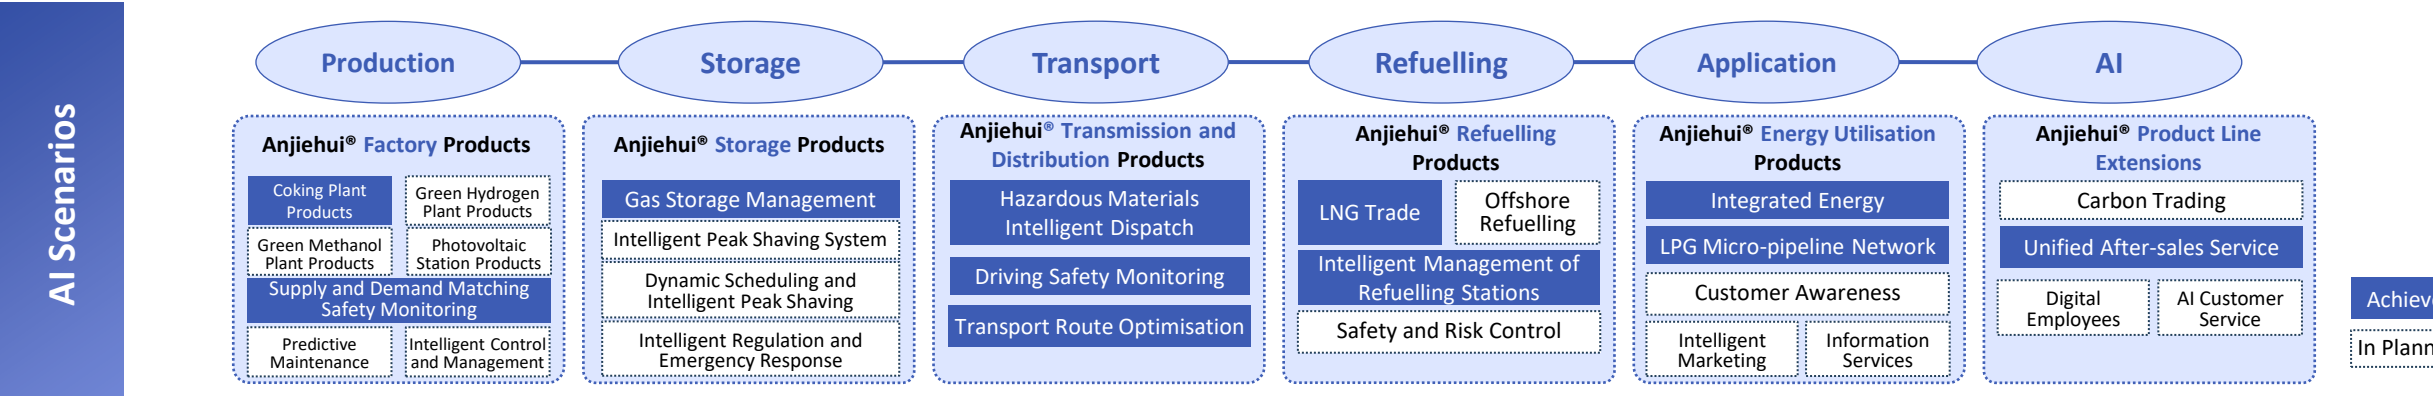 AI Scenarios
Production
Storage
Transport
Refuelling
Application
AI
Anjiehui® Factory Products
Coking Plant
Products
Green Hydrogen
Plant Products
Green Methanol
Plant Products
Photovoltaic
Station Products
Supply and Demand Matching
Safety Monitoring
Predictive
Maintenance
Intelligent Control
and Management
Anjiehui® Storage Products
Gas Storage Management
Intelligent Peak Shaving System
Dynamic Scheduling and
Intelligent Peak Shaving
Intelligent Regulation and
Emergency Response
Anjiehui® Transmission and
Distribution Products
Hazardous Materials
Intelligent Dispatch
Driving Safety Monitoring
Transport Route Optimisation
Anjiehui® Refuelling
Products
LNG Trade
Offshore
Refuelling
Intelligent Management of
Refuelling Stations
Safety and Risk Control
Anjiehui® Energy Utilisation
Products
Integrated Energy
LPG Micro-pipeline Network
Customer Awareness
Intelligent
Marketing
Information
Services
Anjiehui® Product Line
Extensions
Carbon Trading
Unified After-sales Service
Digital
Employees
AI Customer
Service
Achiev
In Plann